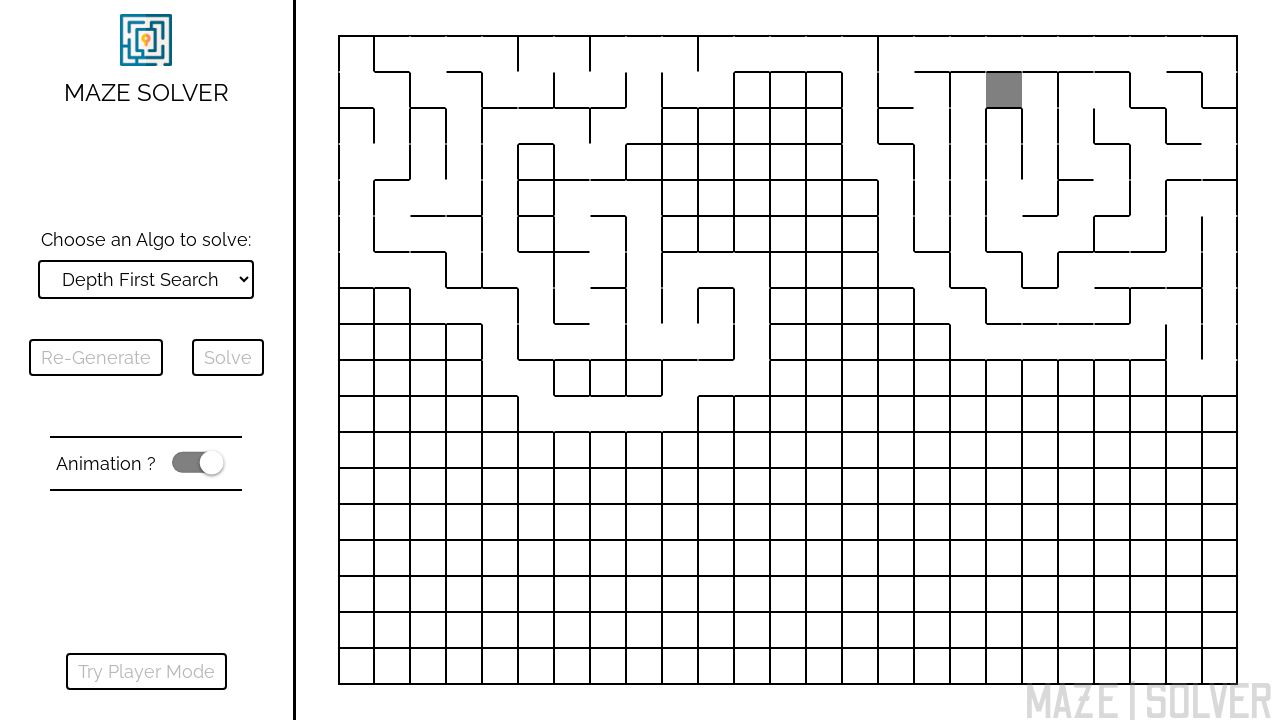 MAZE SOLVER
Choose an Algo to solve:
Depth First Search
Re-Generate
Solve
Animation ?
Try Player Mode
MAZE | SOLVER